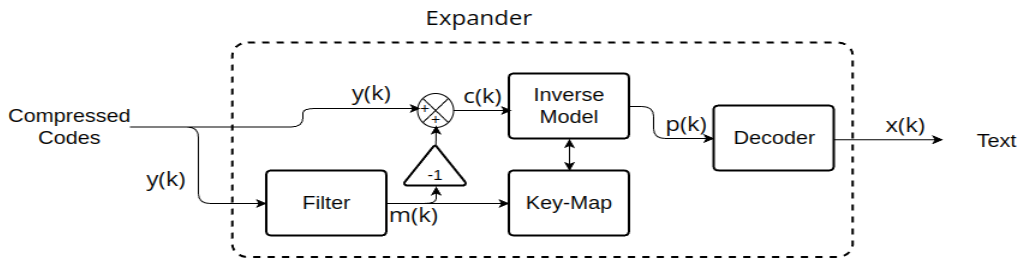 Expander
Compressed
Codes
y(k)
+
+
c(k)
Inverse
Model
p(k)
Decoder
x(k)
Text
y(k)
Filter
m(k)
-1
Key-Map